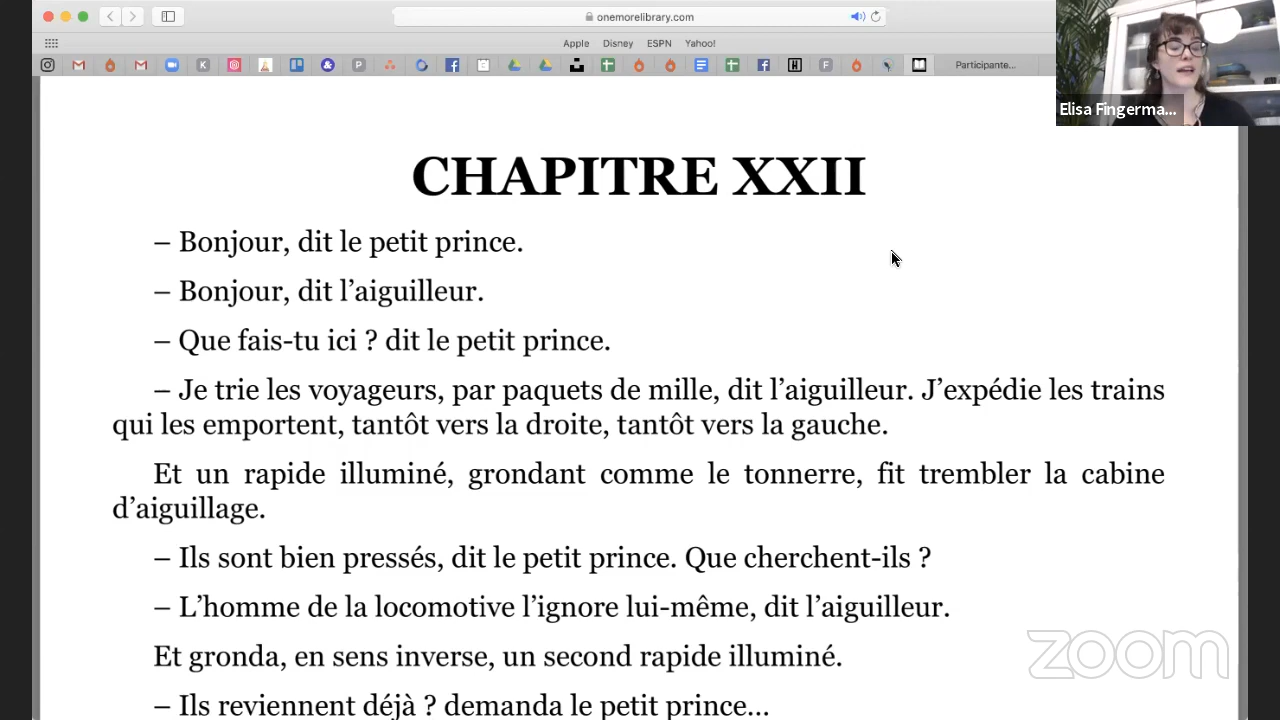 onemorelibrary.com
Apple Disney ESPN Yahoo!
Participante...
Elisa Fingerma...
CHAPITRE XXII
– Bonjour, dit le petit prince.
– Bonjour, dit l’aiguilleur.
– Que fais-tu ici ? dit le petit prince.
– Je trie les voyageurs, par paquets de mille, dit l’aiguilleur. J’expédie les trains
qui les emportent, tantôt vers la droite, tantôt vers la gauche.
Et un rapide illuminé, grondant comme le tonnerre, fit trembler la cabine
d’aiguillage.
– Ils sont bien pressés, dit le petit prince. Que cherchent-ils ?
– L’homme de la locomotive l’ignore lui-même, dit l’aiguilleur.
Et gronda, en sens inverse, un second rapide illuminé.
– Ils reviennent déjà ? demanda le petit prince...
zoom